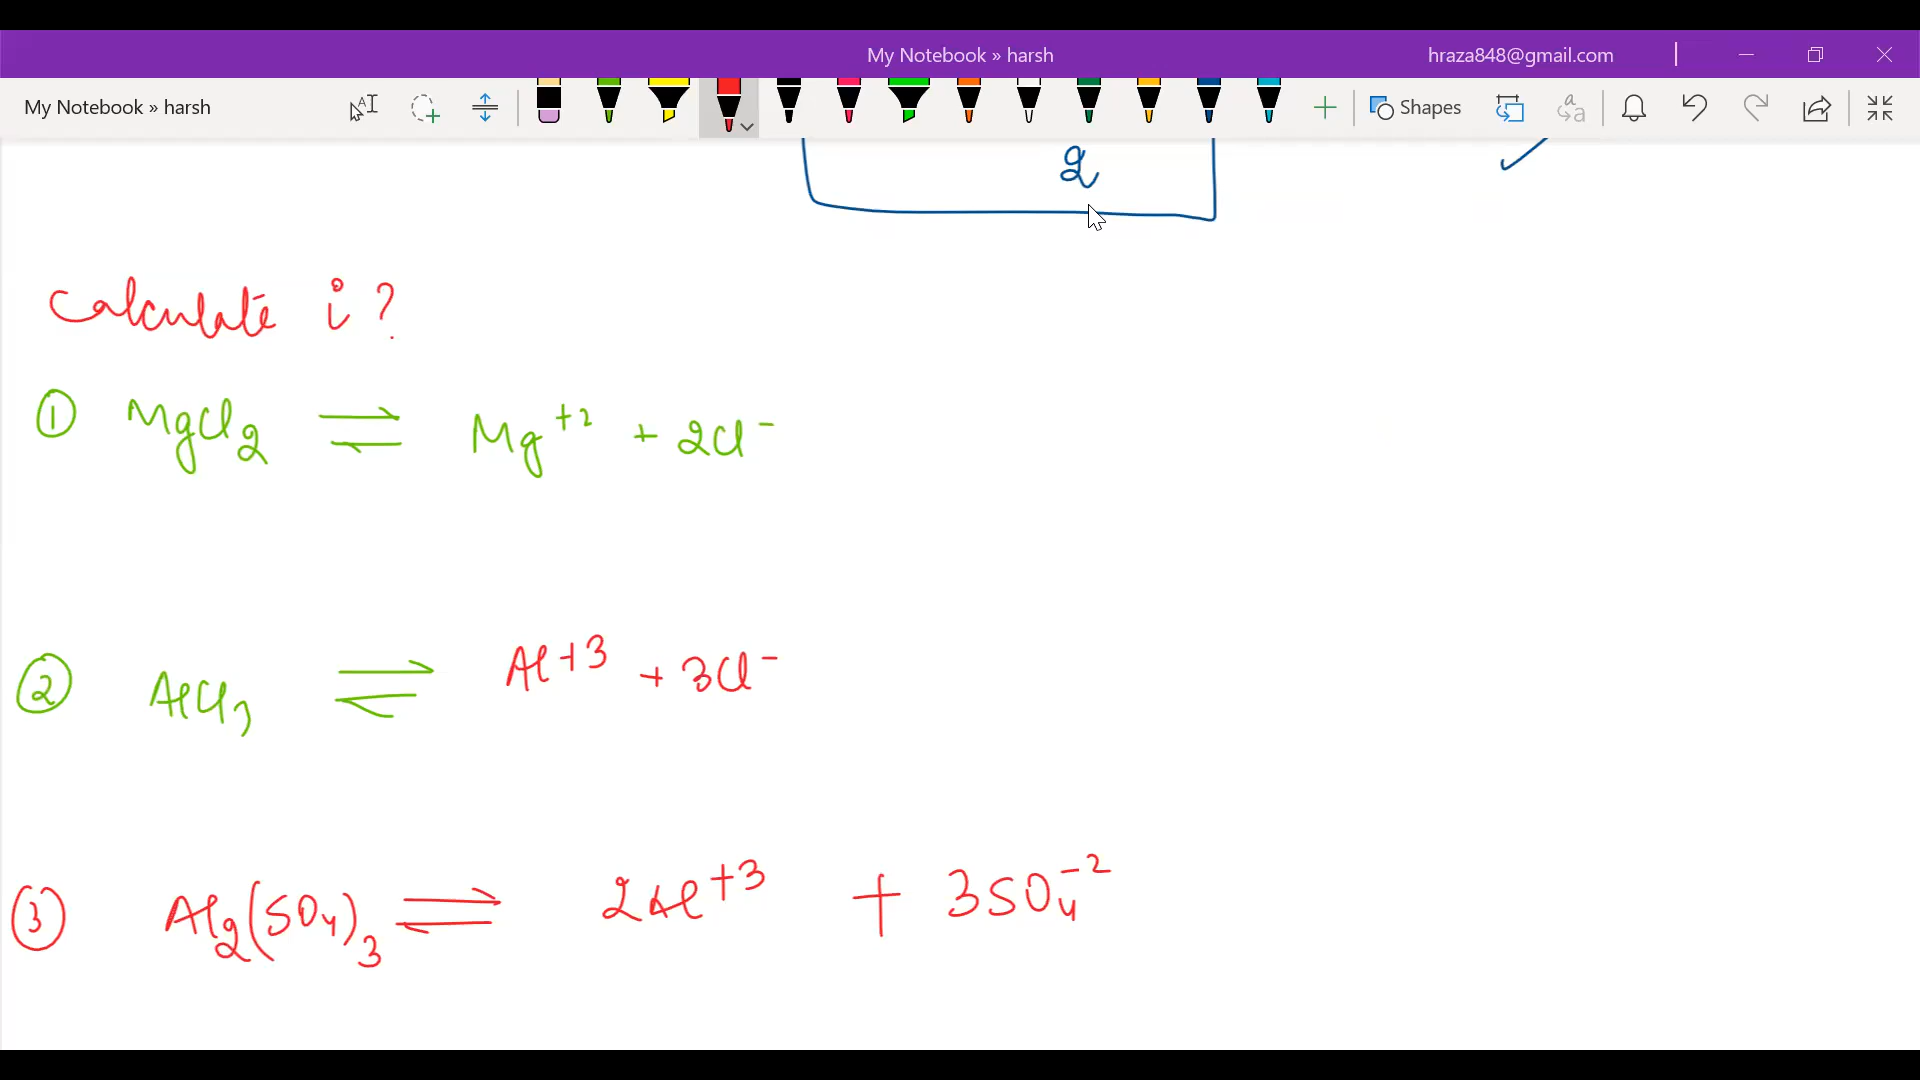 My Notebook » harsh
hraza848@gmail.com
My Notebook » harsh
Shapes
2
Calculate i ?
① MgCl₂ ⇌ Mg⁺² + 2Cl⁻
② AlCl₃ ⇌ Al⁺³ + 3Cl⁻
③ Al₂(SO₄)₃ ⇌ 2Al⁺³ + 3SO₄⁻²